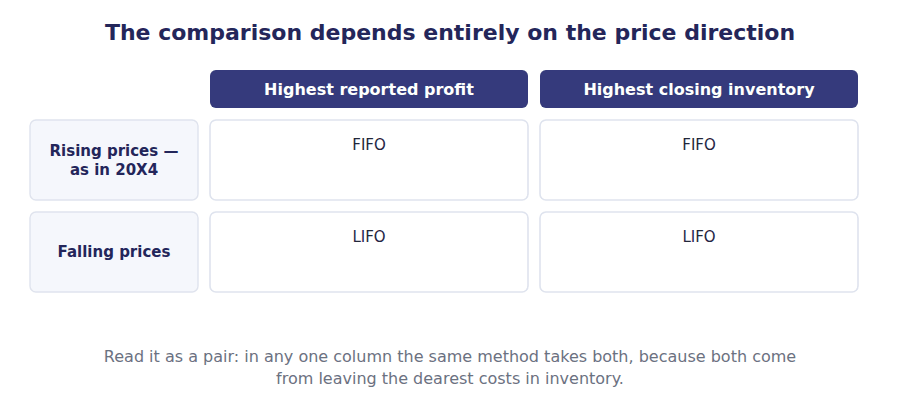 The comparison depends entirely on the price direction
Highest reported profit
Highest closing inventory
Rising prices —
as in 20X4
FIFO
FIFO
Falling prices
LIFO
LIFO
Read it as a pair: in any one column the same method takes both, because both come
from leaving the dearest costs in inventory.